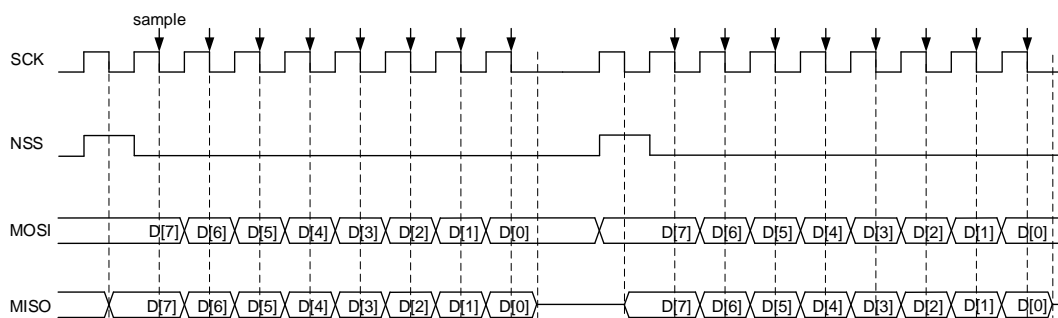 sample
SCK
NSS
MOSI D[7] D[6] D[5] D[4] D[3] D[2] D[1] D[0] D[7] D[6] D[5] D[4] D[3] D[2] D[1] D[0]
MISO D[7] D[6] D[5] D[4] D[3] D[2] D[1] D[0] D[7] D[6] D[5] D[4] D[3] D[2] D[1] D[0]